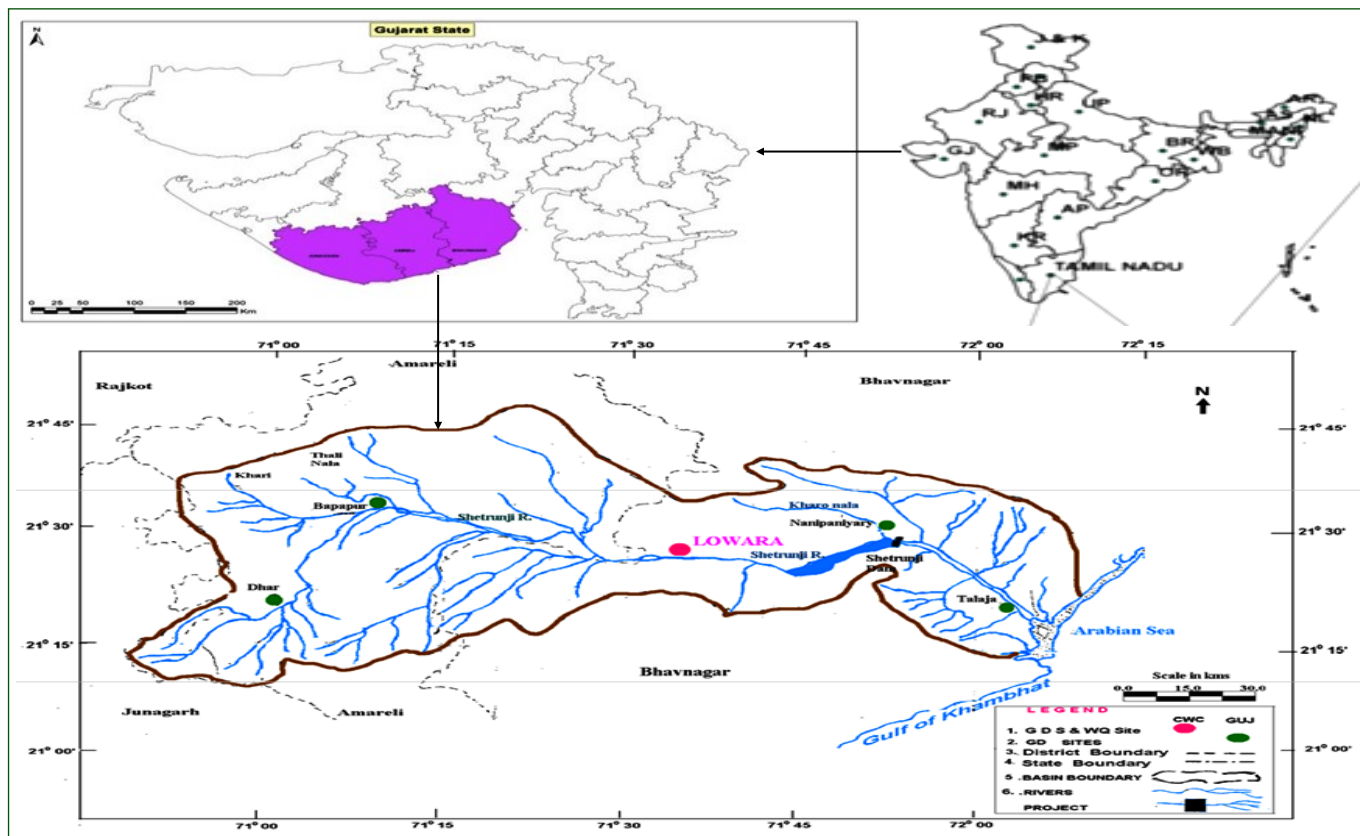 N
Gujarat State
0 25 50 100 150 200
Km
J & K
PB
HR
RJ
UP
GJ
MP
BR
WB
OR
MH
AP
KR
TAMIL NADU
AR
AS
NL
71° 00 71° 15 71° 30 71° 45 72° 00 72° 15
Amareli
Rajkot
Bhavnagar
N
21° 45' 21° 45'
Thali
Nala
Khari
Bapapur
Shetrunji R.
Kharo nala
Nanipaniyary
21° 30' 21° 30'
LOWARA
Shetrunji R.
Shetrunji
Dam
Dhar
Talaja
Arabian Sea
21° 15' 21° 15'
Bhavnagar
Scale in kms
0.0 15.0 30.0
Junagarh
Amareli
Gulf of Khambhat
LEGEND
CWC GUJ
1. G D S & WQ Site
2. GD SITES
3. District Boundary
4. State Boundary
5. BASIN BOUNDARY
6. RIVERS
PROJECT
21° 00' 21° 00'
71° 00 71° 15 71° 30 71° 45 72° 00